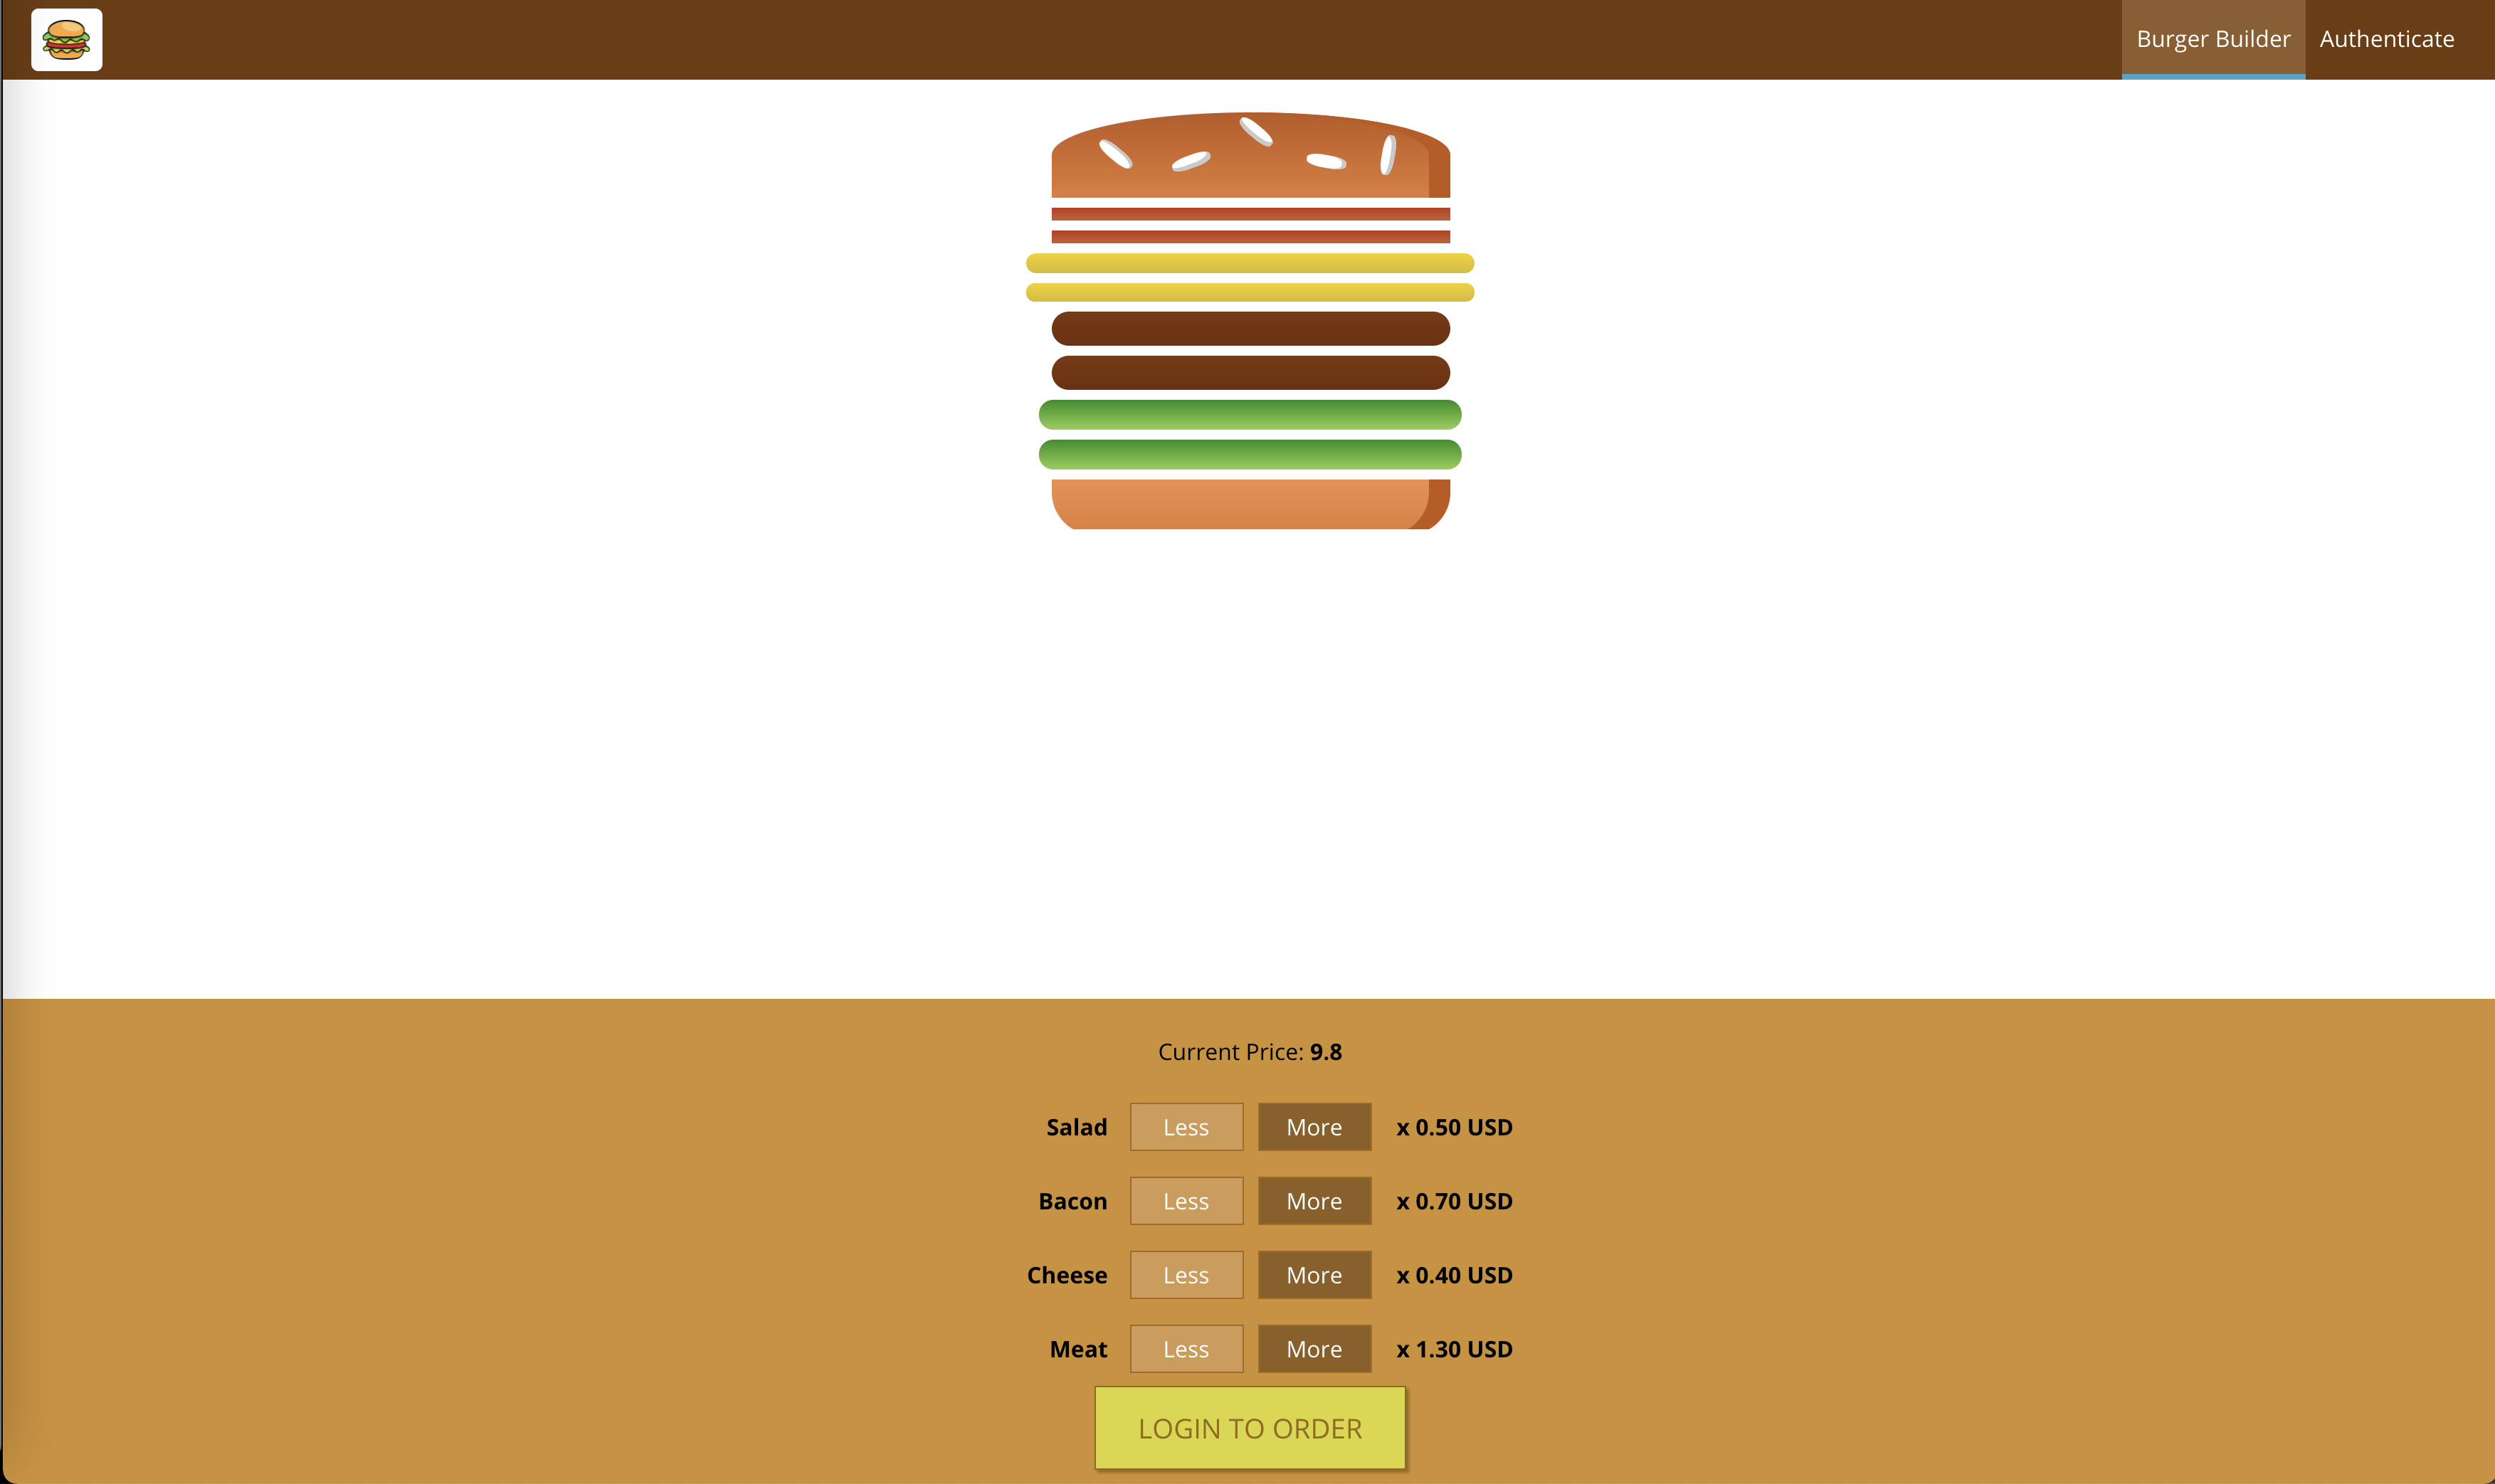 Burger Builder Authenticate
Current Price: 9.8
Salad Less More x 0.50 USD
Bacon Less More x 0.70 USD
Cheese Less More x 0.40 USD
Meat Less More x 1.30 USD
LOGIN TO ORDER